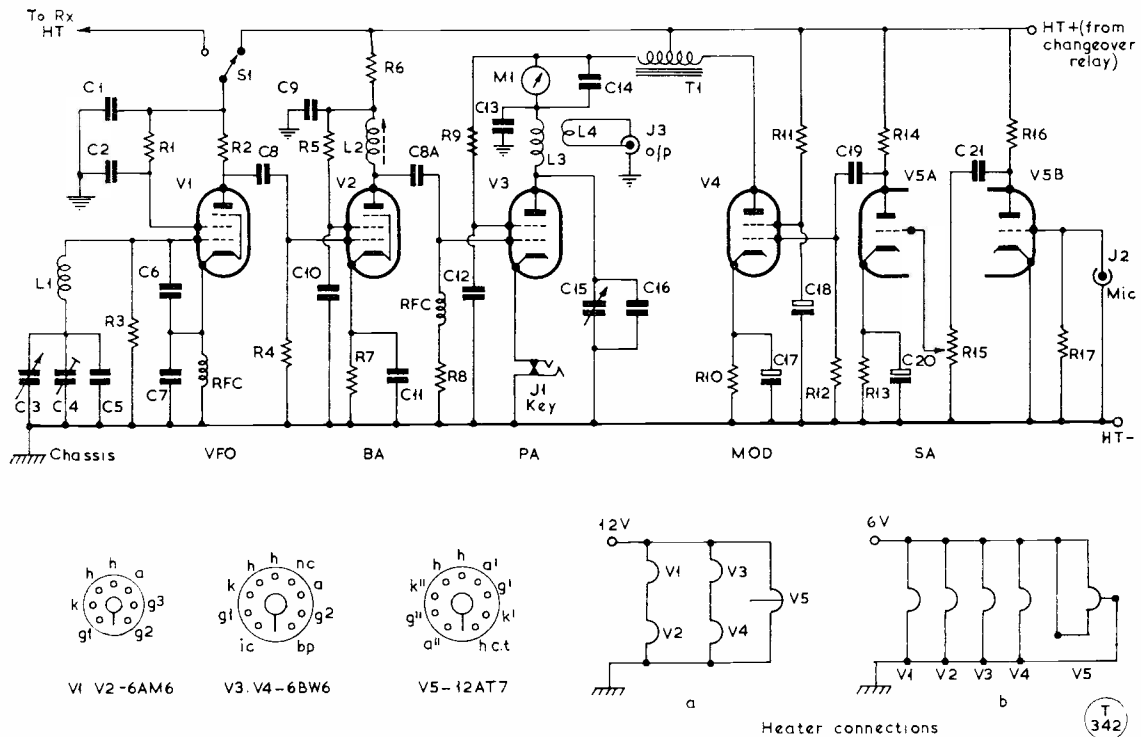 To Rx
HT
S1
HT+(from
changeover
relay)
C1
C2
R1
R2
C8
V1
C9
R5
R6
L2
C8A
V2
R9
M1
C13
C14
L3
L4
J3
o/p
T1
V3
V4
R11
C19
R14
V5A
C21
R16
V5B
J2
Mic
L1
C3
C4
C5
R3
C6
C7
RFC
R4
C10
R7
C11
RFC
R8
C12
C15
C16
J1
Key
R10
C17
C18
R12
R13
C20
R15
R17
HT-
Chassis
VFO
BA
PA
MOD
SA
h
h
a
k
g3
g1
g2
V1 V2-6AM6
h
h
nc
k
a
g1
g2
ic
bp
V3. V4-6BW6
h
h
a'
k"
g'
g"
k'
a"
h c.t
V5-12AT7
12V
V1
V3
V2
V4
V5
a
6V
V1
V2
V3
V4
V5
b
Heater connections
T
342